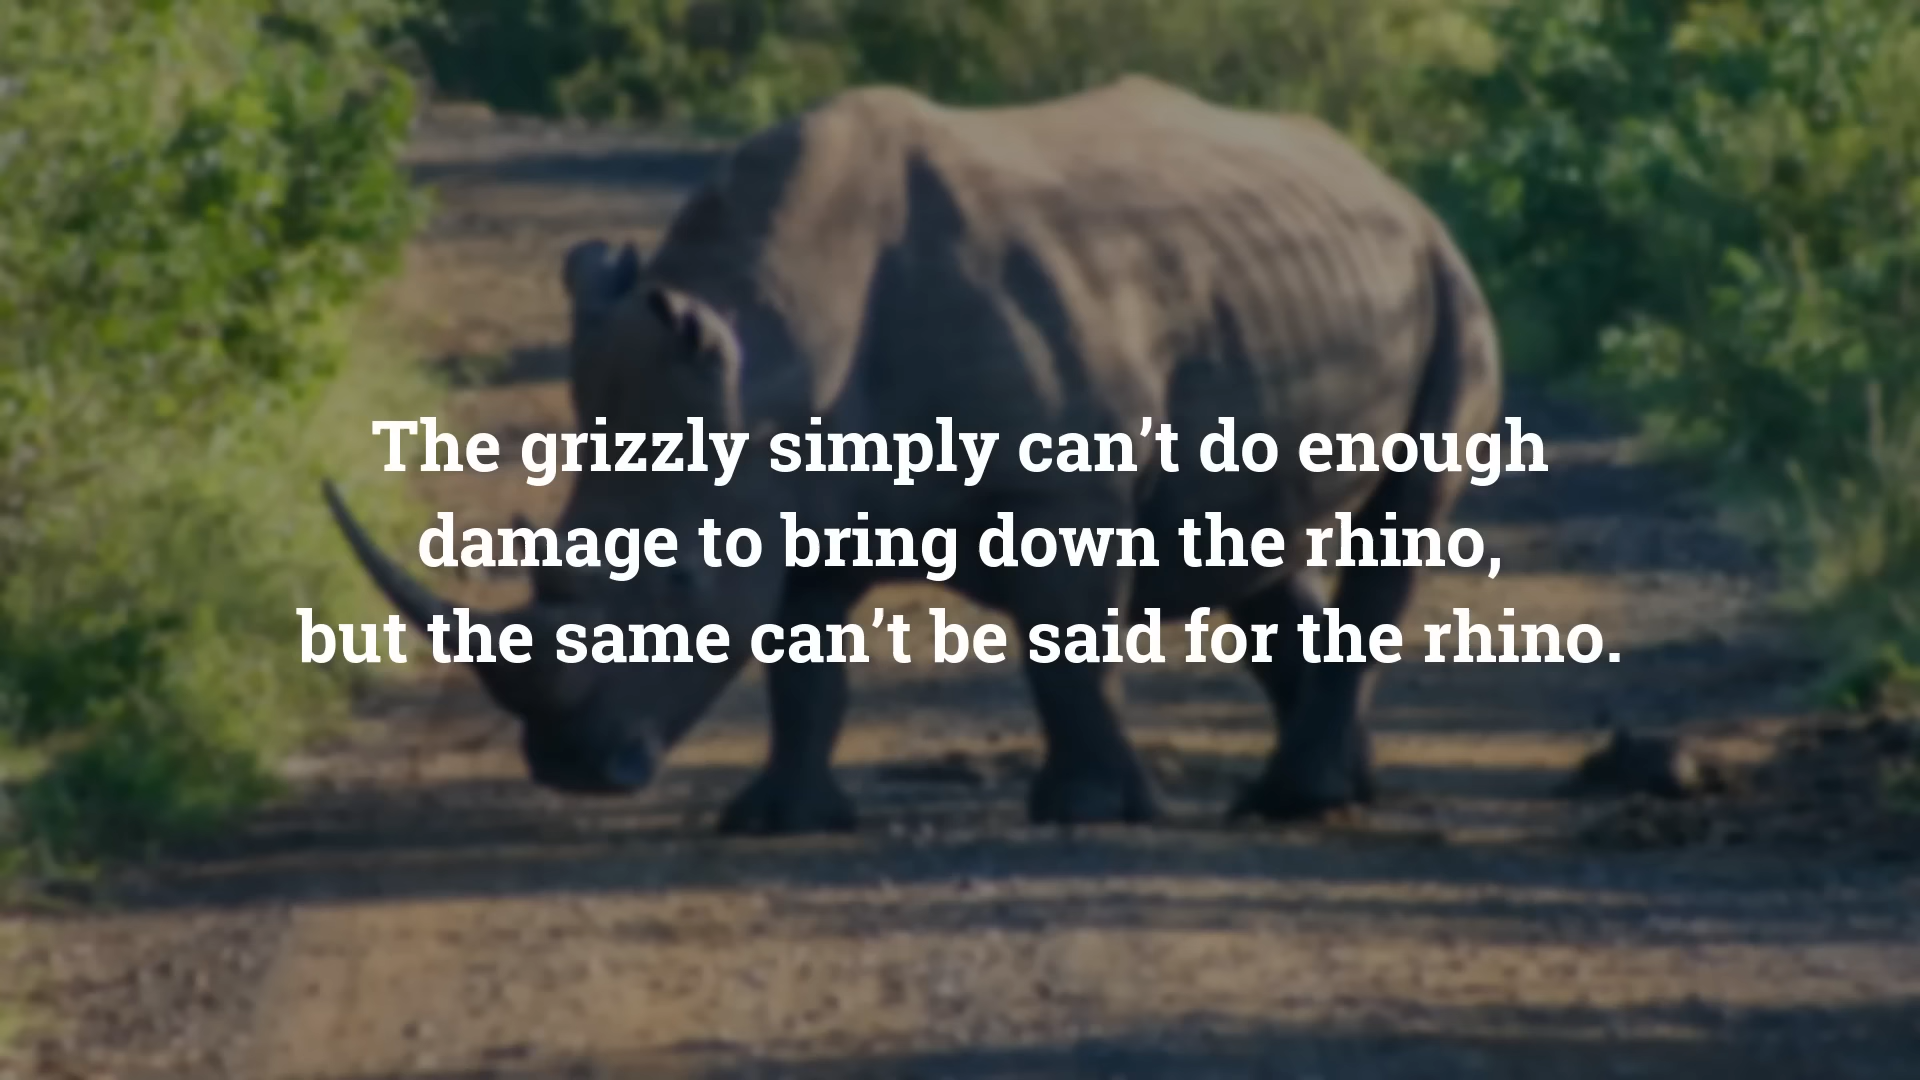 The grizzly simply can’t do enough
damage to bring down the rhino,
but the same can’t be said for the rhino.